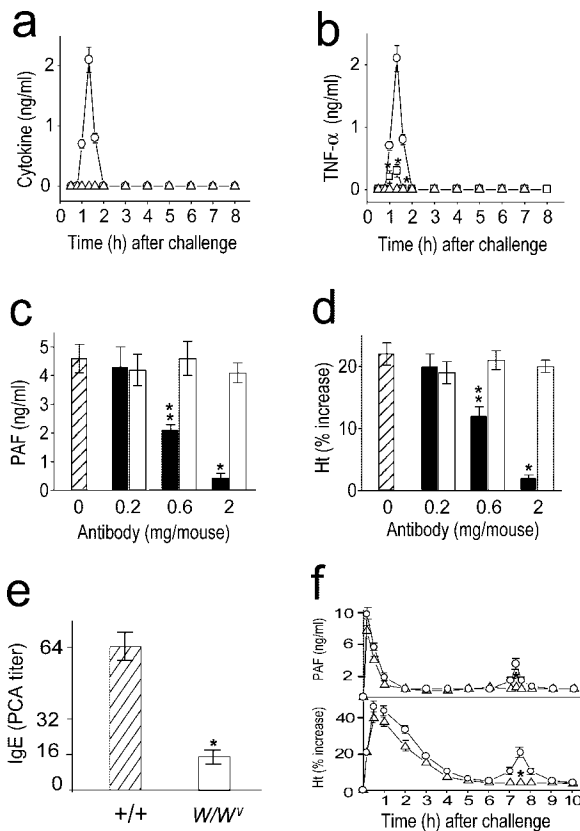 a
b
Cytokine (ng/ml)
2
1
0
0 1 2 3 4 5 6 7 8
Time (h) after challenge
TNF-α (ng/ml)
2
1
0
* * * *
0 1 2 3 4 5 6 7 8
Time (h) after challenge
c
d
PAF (ng/ml)
5
4
3
2
1
0
* *
*
0 0.2 0.6 2
Antibody (mg/mouse)
Ht (% increase)
20
10
0
* *
*
0 0.2 0.6 2
Antibody (mg/mouse)
e
f
IgE (PCA titer)
64
32
16
0
*
+/+ W/Wᵛ
PAF (ng/ml)
10
6
2
*
Ht (% increase)
40
20
0
*
1 2 3 4 5 6 7 8 9 10
Time (h) after challenge